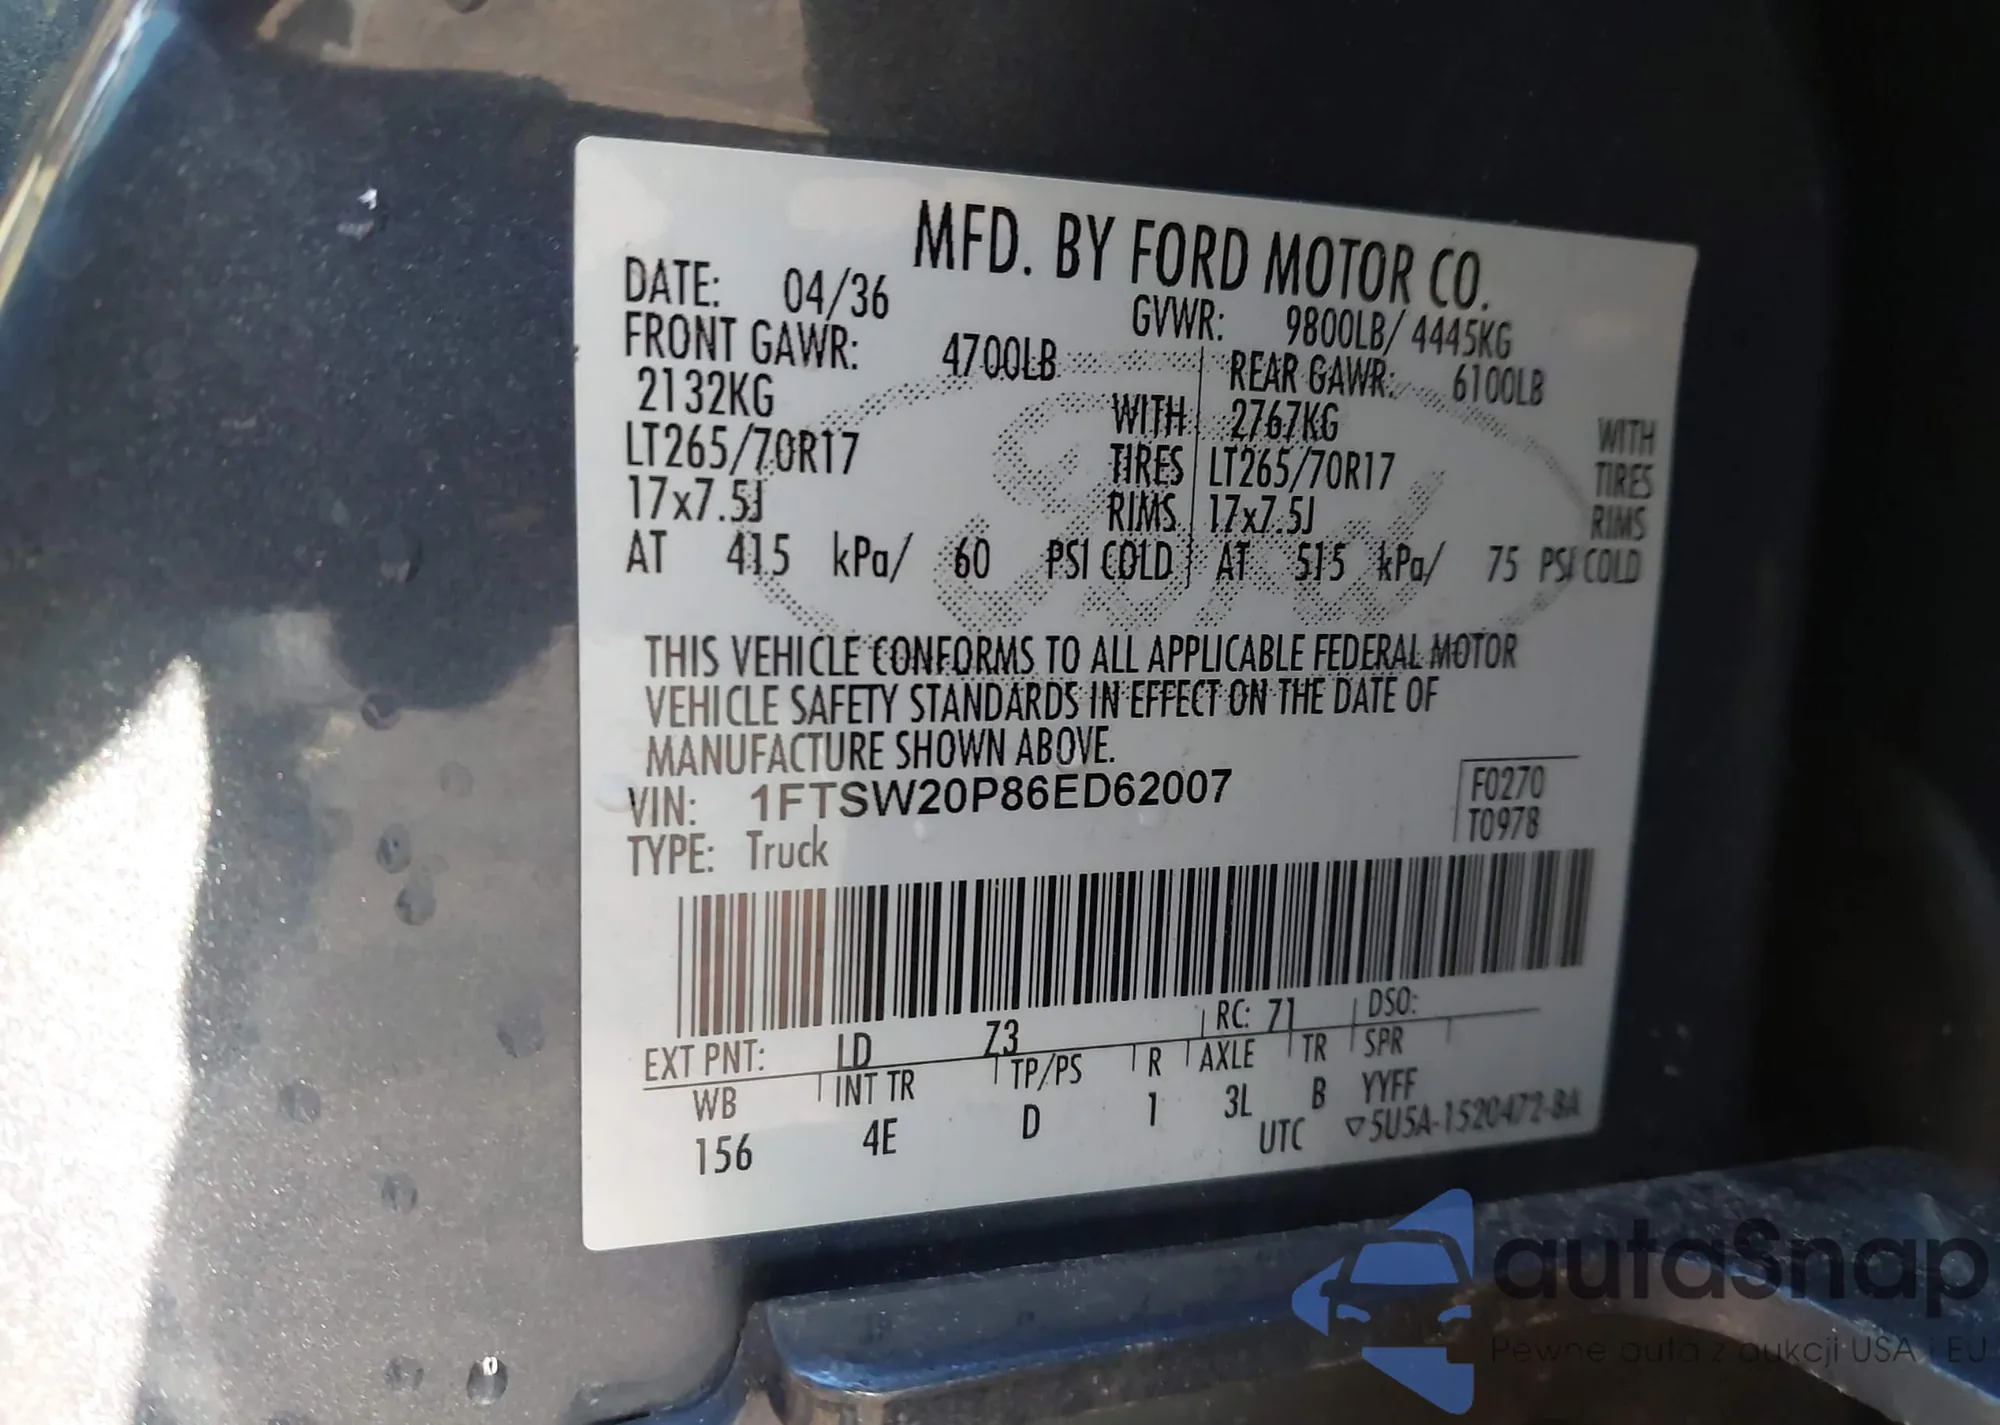 MFD. BY FORD MOTOR CO.
DATE: 04/36 GVWR: 9800LB/ 4445KG
FRONT GAWR: 4700LB REAR GAWR: 6100LB
2132KG WITH 2767KG WITH
LT265/70R17 TIRES LT265/70R17 TIRES
17x7.5J RIMS 17x7.5J RIMS
AT 415 kPa/ 60 PSI COLD AT 515 kPa/ 75 PSI COLD
THIS VEHICLE CONFORMS TO ALL APPLICABLE FEDERAL MOTOR
VEHICLE SAFETY STANDARDS IN EFFECT ON THE DATE OF
MANUFACTURE SHOWN ABOVE.
VIN: 1FTSW20P86ED62007 F0270
TYPE: Truck T0978
EXT PNT: LD Z3 RC: 71 DSO:
WB INT TR TP/PS R AXLE TR SPR
156 4E D 1 3L B YYFF
UTC ▽5U5A-1520472-BA
Ford
autaSnap
Pewne auta z aukcji USA i EU